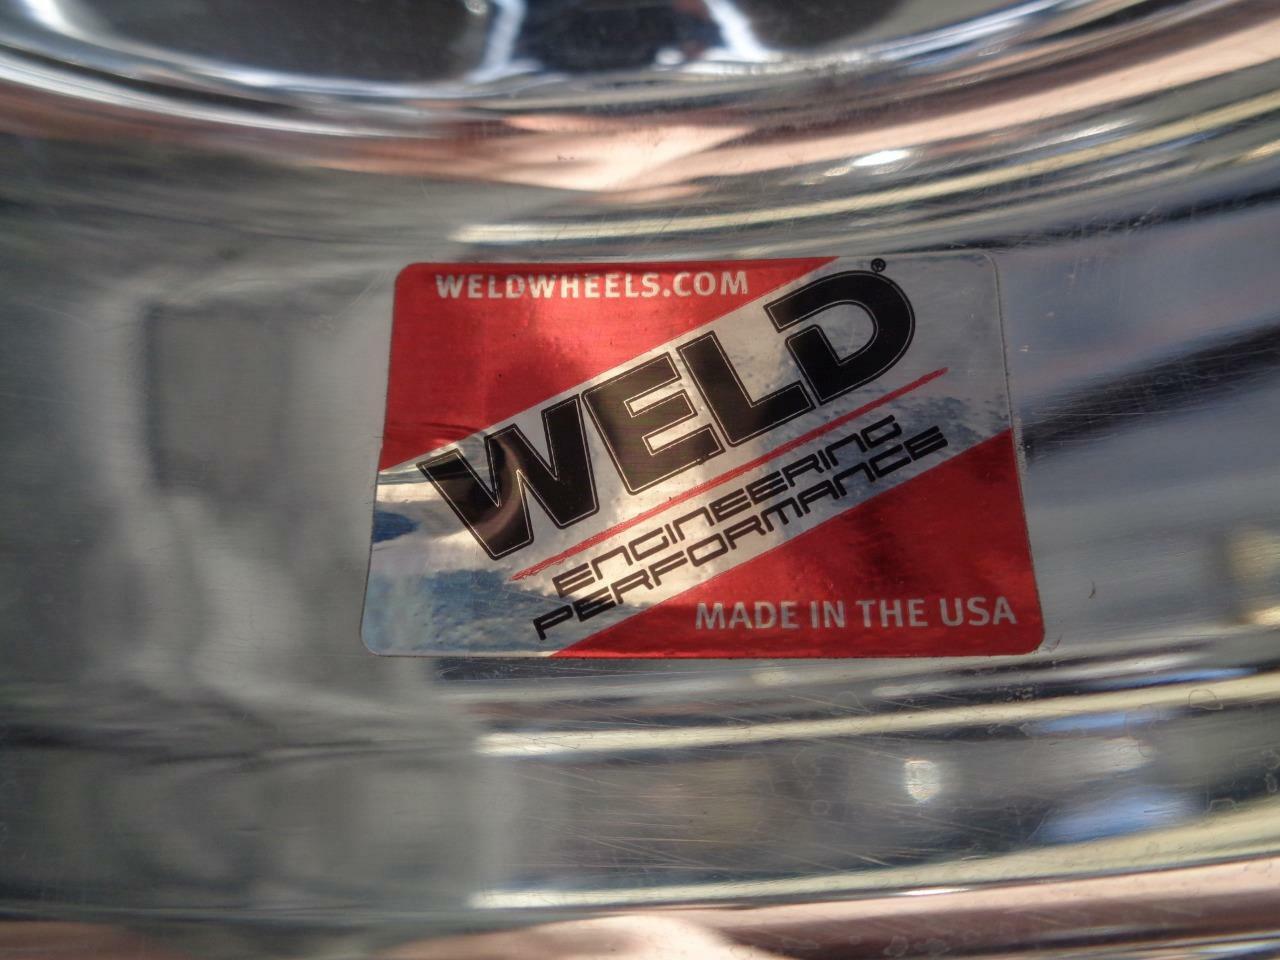 WELDWHEELS.COM
WELD®
ENGINEERING
PERFORMANCE
MADE IN THE USA